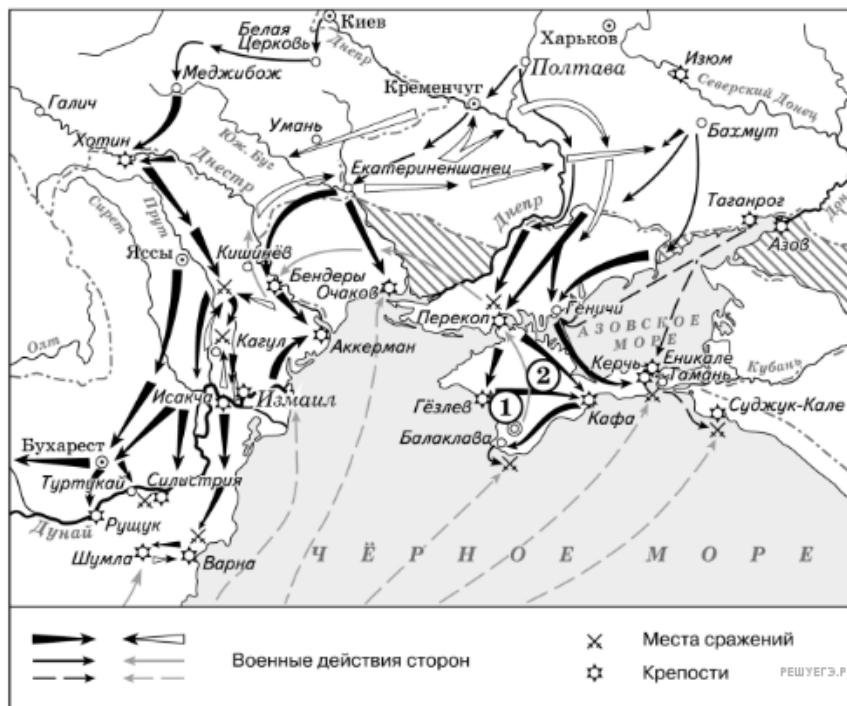 Киев
Белая
Церковь
Днепр
Харьков
Изюм
Меджибож
Полтава
Северский Донец
Галич
Кременчуг
Умань
Бахмут
Хотин
Юж. Буг
Днестр
Екатериненшанец
Сирет
Прут
Днепр
Таганрог
Дон
Яссы
Кишинёв
Азов
Бендеры
Очаков
Перекоп
Геничи
АЗОВСКОЕ
МОРЕ
Олт
Кагул
Аккерман
Керчь
Еникале
Тамань
Кубань
2
Исакча
Измаил
Гёзлев
1
Кафа
Суджук-Кале
Бухарест
Балаклава
Туртукай
Силистрия
Дунай
Рущук
Шумла
Варна
ЧЁРНОЕ МОРЕ
Военные действия сторон
Места сражений
Крепости
РЕШУЕГЭ.Р